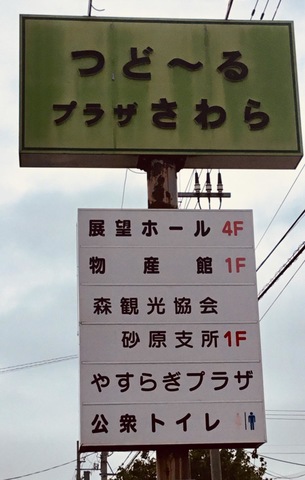 つど〜る
プラザさわら
展望ホール 4F
物産館 1F
森観光協会
砂原支所 1F
やすらぎプラザ
公衆トイレ